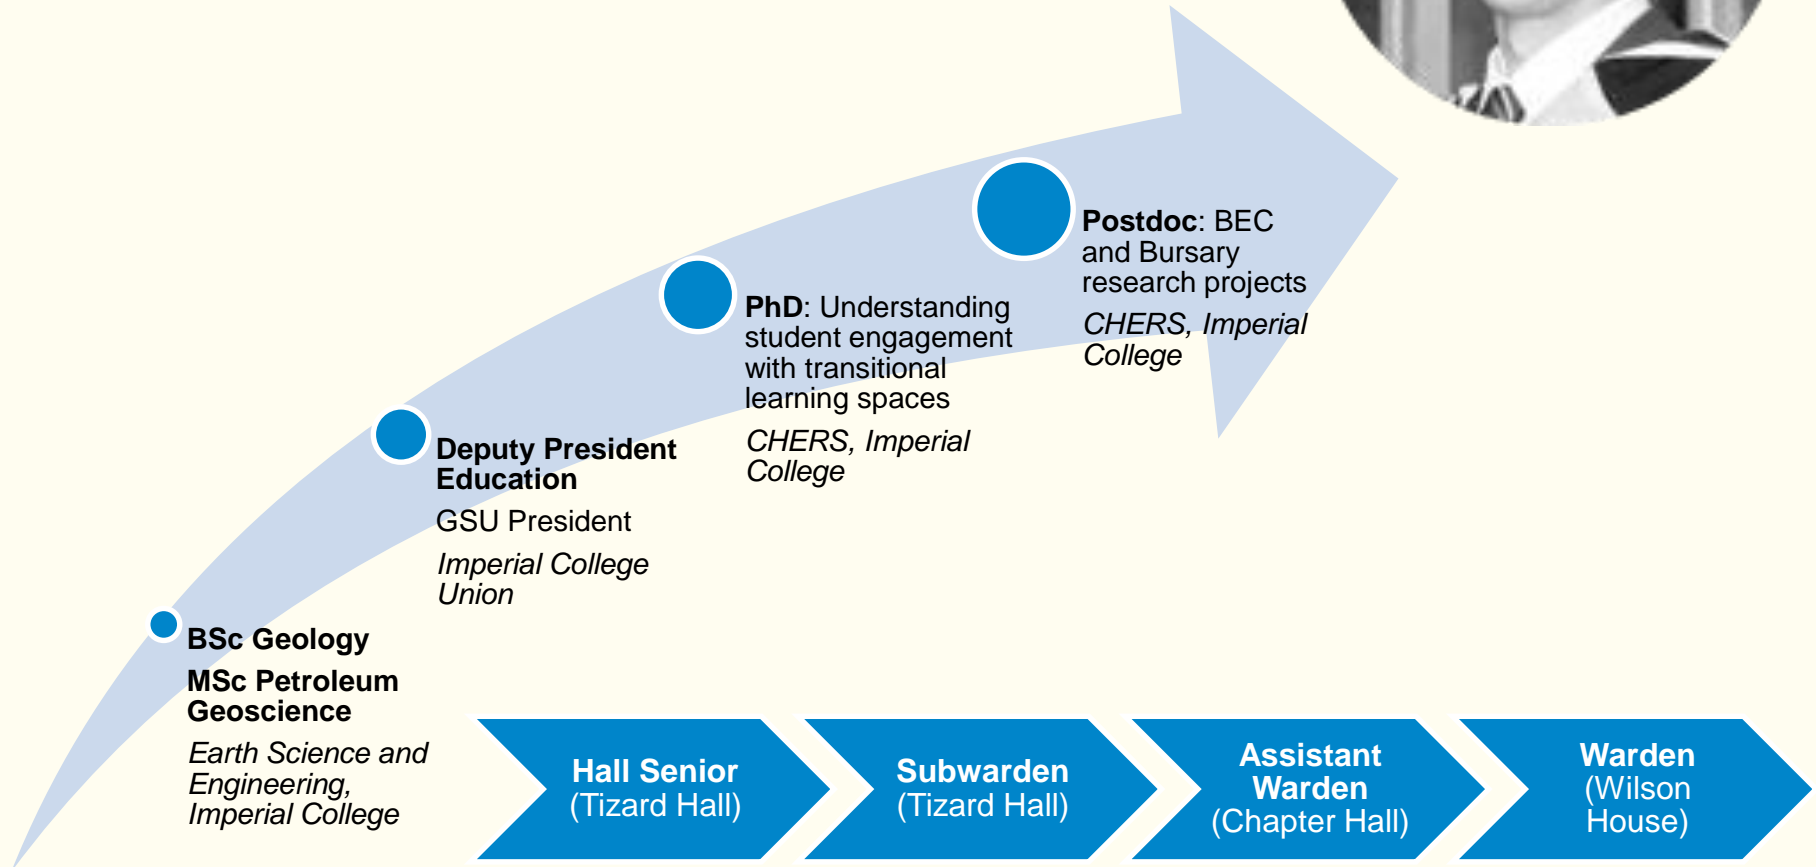 BSc Geology
MSc Petroleum
Geoscience
Earth Science and
Engineering,
Imperial College
Deputy President
Education
GSU President
Imperial College
Union
PhD: Understanding
student engagement
with transitional
learning spaces
CHERS, Imperial
College
Postdoc: BEC
and Bursary
research projects
CHERS, Imperial
College
Hall Senior
(Tizard Hall)
Subwarden
(Tizard Hall)
Assistant
Warden
(Chapter Hall)
Warden
(Wilson
House)